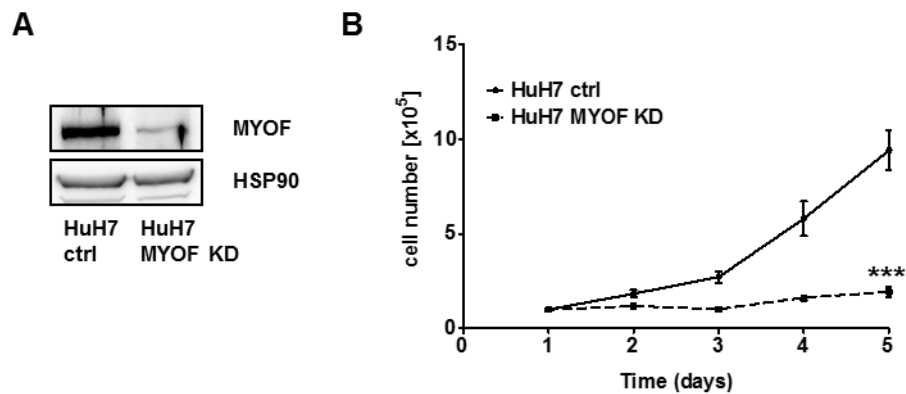 A
MYOF
HSP90
HuH7 HuH7
ctrl MYOF KD
B
cell number [x10⁵]
15
10
5
0
HuH7 ctrl
HuH7 MYOF KD
***
0 1 2 3 4 5
Time (days)